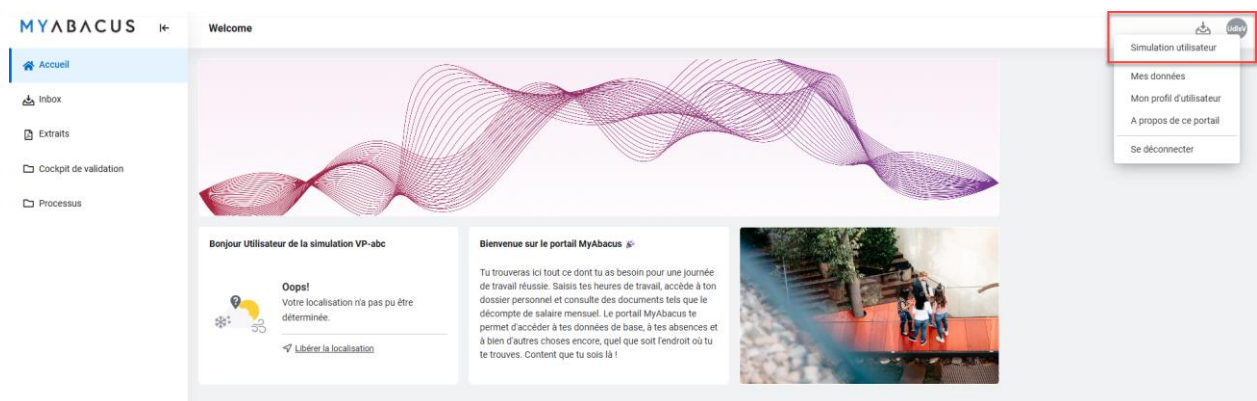 MYΛBΛCUS
Welcome
UdlsV
Simulation utilisateur
Mes données
Mon profil d'utilisateur
A propos de ce portail
Se déconnecter
Accueil
Inbox
Extraits
Cockpit de validation
Processus
Bonjour Utilisateur de la simulation VP-abc
Oops!
Votre localisation n'a pas pu être
déterminée.
Libérer la localisation
Bienvenue sur le portail MyAbacus 🎉
Tu trouveras ici tout ce dont tu as besoin pour une journée
de travail réussie. Saisis tes heures de travail, accède à ton
dossier personnel et consulte des documents tels que le
décompte de salaire mensuel. Le portail MyAbacus te
permet d'accéder à tes données de base, à tes absences et
à bien d'autres choses encore, quel que soit l'endroit où tu
te trouves. Content que tu sois là !